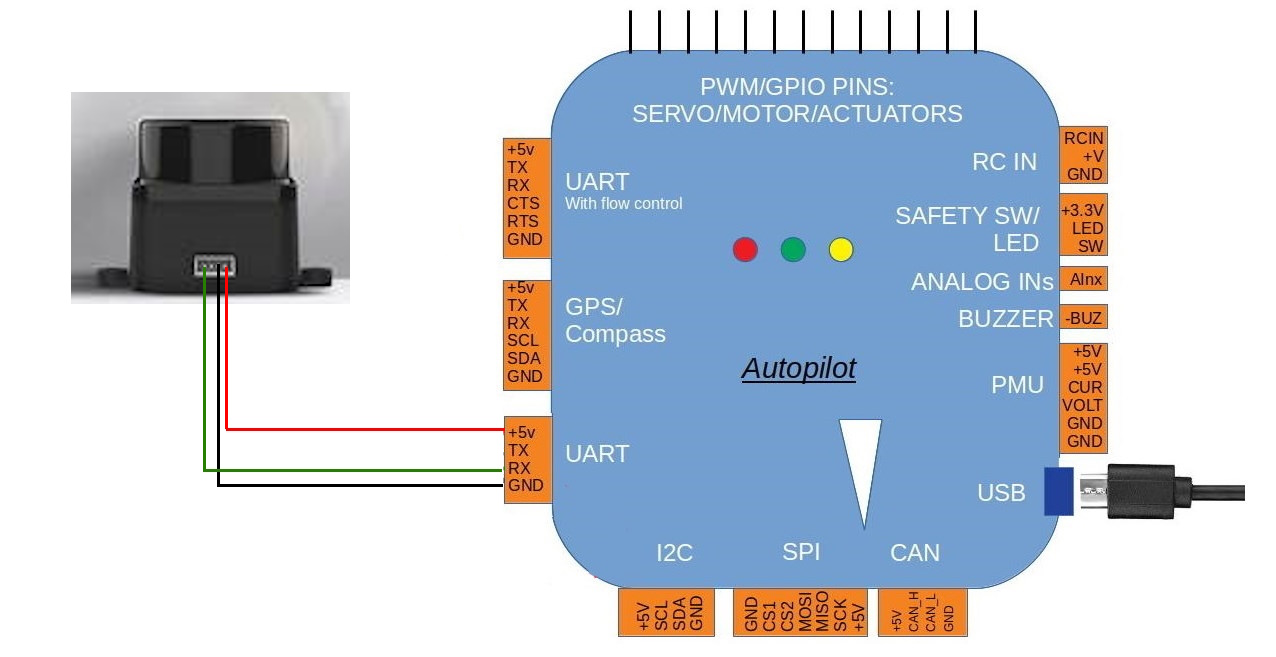 PWM/GPIO PINS:
SERVO/MOTOR/ACTUATORS
+5v
TX
RX
CTS
RTS
GND
UART
With flow control
+5v
TX
RX
SCL
SDA
GND
GPS/
Compass
+5v
TX
RX
GND
UART
Autopilot
RC IN
RCIN
+V
GND
SAFETY SW/
LED
+3.3V
LED
SW
ANALOG INs
AInx
BUZZER
-BUZ
PMU
+5V
+5V
CUR
VOLT
GND
GND
USB
I2C
SPI
CAN
+5V
SCL
SDA
GND
GND
CS1
CS2
MOSI
MISO
SCK
+5V
+5V
CAN_H
CAN_L
GND